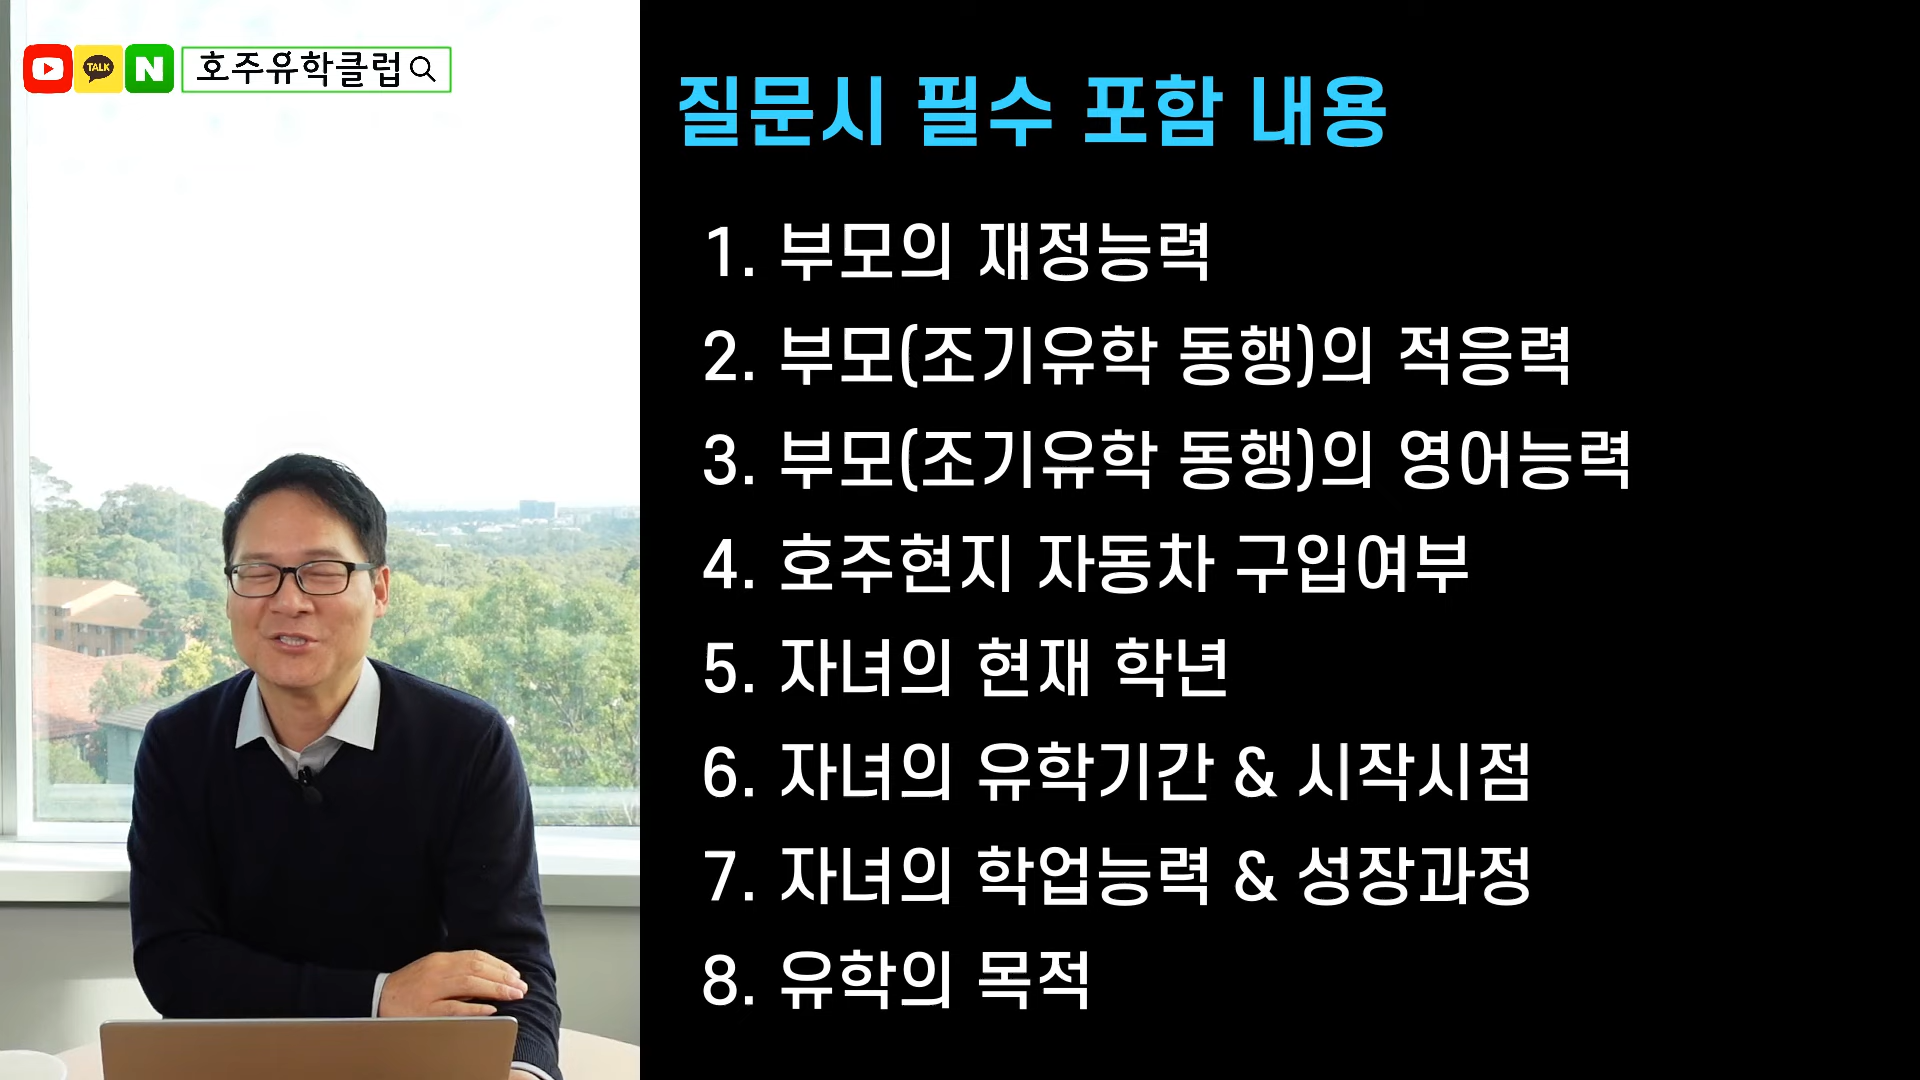 TALK
N
호주유학클럽
질문시 필수 포함 내용
1. 부모의 재정능력
2. 부모(조기유학 동행)의 적응력
3. 부모(조기유학 동행)의 영어능력
4. 호주현지 자동차 구입여부
5. 자녀의 현재 학년
6. 자녀의 유학기간 & 시작시점
7. 자녀의 학업능력 & 성장과정
8. 유학의 목적